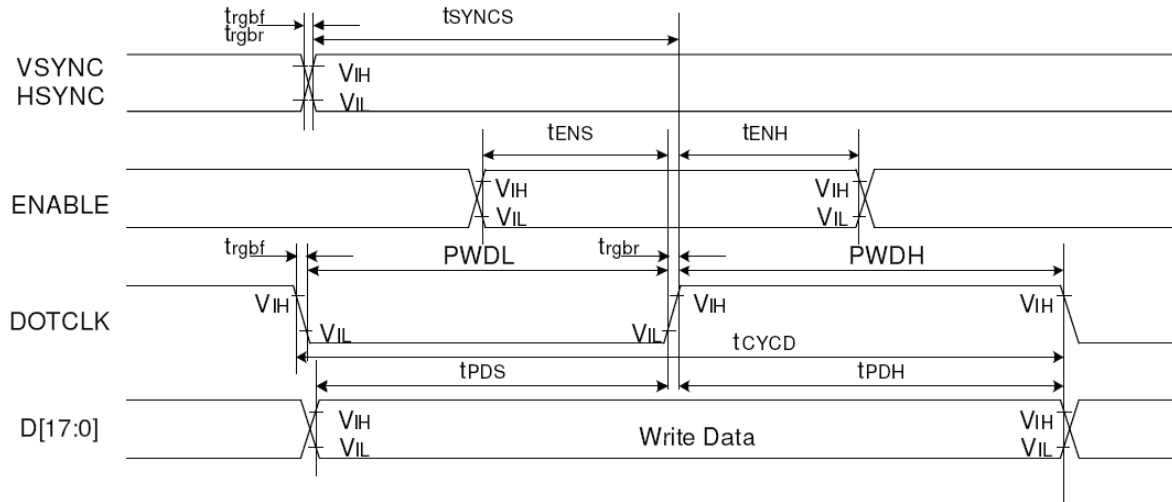 trgbf
trgbr
tSYNCS
VSYNC
HSYNC
VIH
VIL
tENS
tENH
ENABLE
VIH
VIL
VIH
VIL
trgbf
PWDL
trgbr
PWDH
DOTCLK
VIH
VIL
VIL
VIH
VIH
tCYCD
tPDS
tPDH
D[17:0]
VIH
VIL
Write Data
VIH
VIL